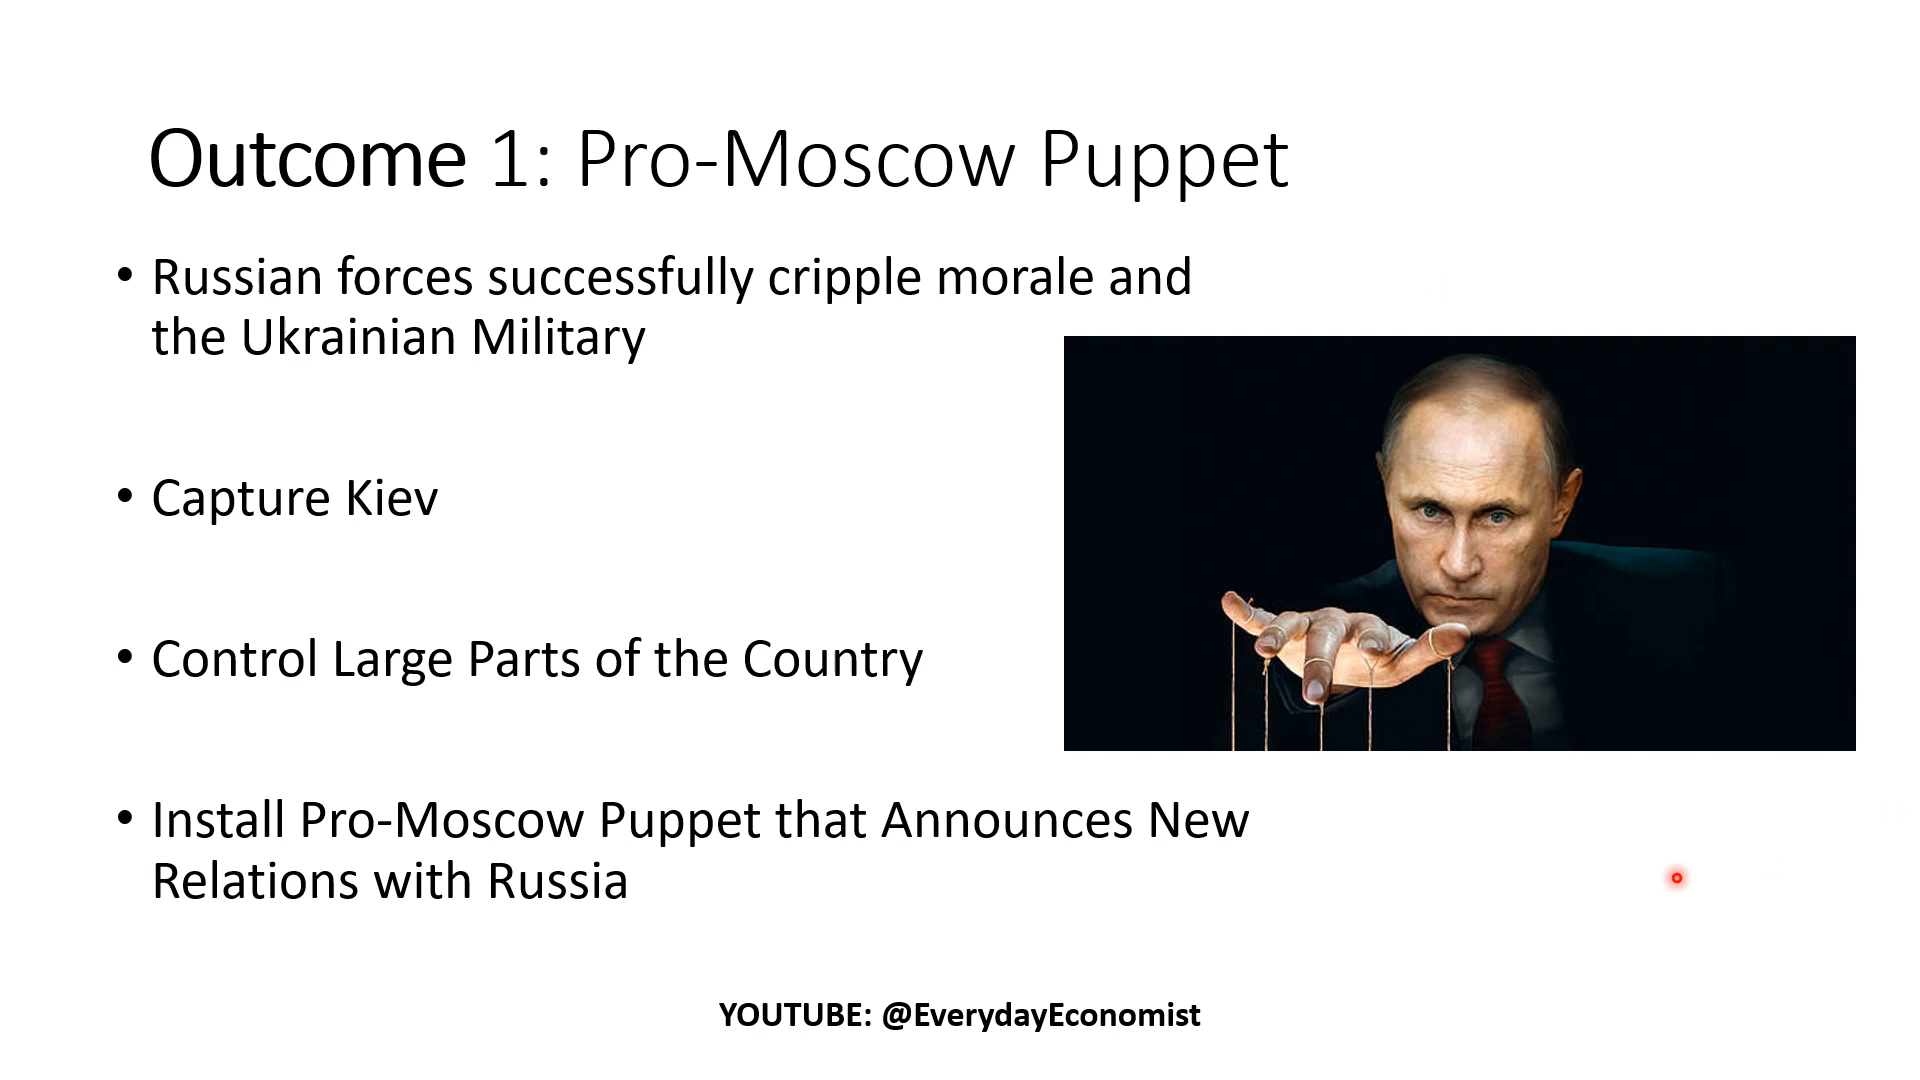 Outcome 1: Pro-Moscow Puppet
• Russian forces successfully cripple morale and
the Ukrainian Military
• Capture Kiev
• Control Large Parts of the Country
• Install Pro-Moscow Puppet that Announces New
Relations with Russia
YOUTUBE: @EverydayEconomist